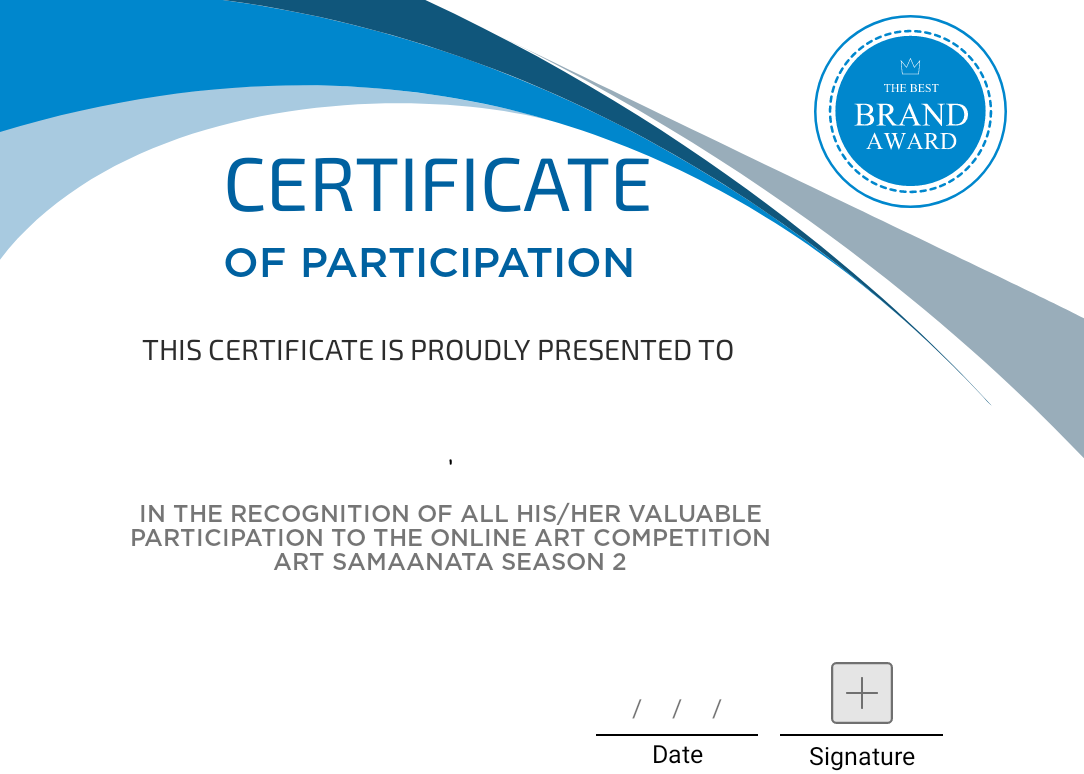 THE BEST
BRAND
AWARD
CERTIFICATE
OF PARTICIPATION
THIS CERTIFICATE IS PROUDLY PRESENTED TO
IN THE RECOGNITION OF ALL HIS/HER VALUABLE
PARTICIPATION TO THE ONLINE ART COMPETITION
ART SAMAANATA SEASON 2
/ / /
Date
Signature